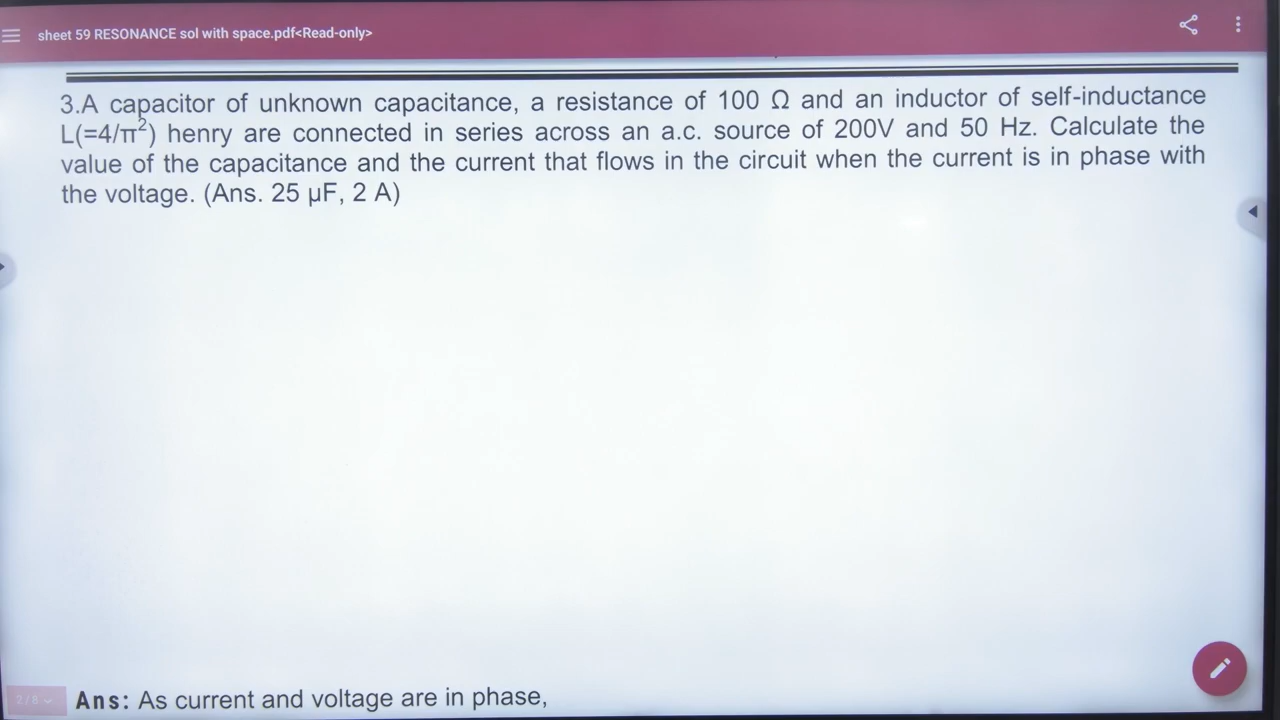 sheet 59 RESONANCE sol with space.pdf<Read-only>
3.A capacitor of unknown capacitance, a resistance of 100 Ω and an inductor of self-inductance
L(=4/π²) henry are connected in series across an a.c. source of 200V and 50 Hz. Calculate the
value of the capacitance and the current that flows in the circuit when the current is in phase with
the voltage. (Ans. 25 μF, 2 A)
2/8
Ans: As current and voltage are in phase,